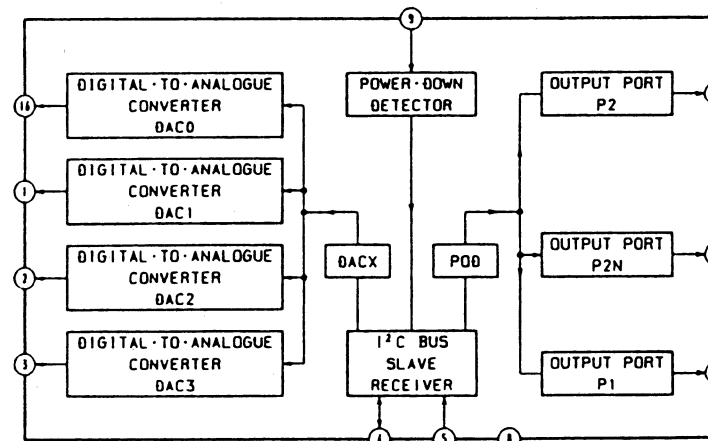 9
DIGITAL·TO·ANALOGUE
CONVERTER
DAC0
16
POWER·DOWN
DETECTOR
OUTPUT PORT
P2
DIGITAL·TO·ANALOGUE
CONVERTER
DAC1
1
DIGITAL·TO·ANALOGUE
CONVERTER
DAC2
2
DACX
POD
OUTPUT PORT
P2N
DIGITAL·TO·ANALOGUE
CONVERTER
DAC3
3
I²C BUS
SLAVE
RECEIVER
OUTPUT PORT
P1
4
5
8